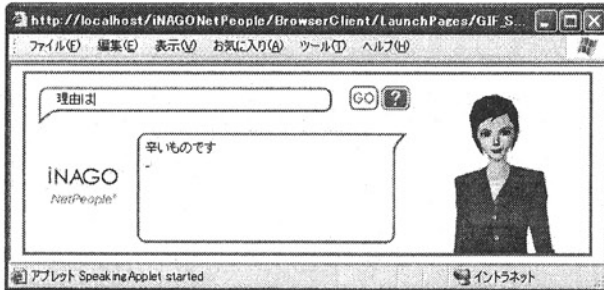 http://localhost/iNAGONetPeople/BrowserClient/LaunchPages/GIF_S...
ファイル(F) 編集(E) 表示(V) お気に入り(A) ツール(T) ヘルプ(H)
理由は
GO ?
辛いものです
iNAGO
NetPeople®
アプレット SpeakingApplet started イントラネット